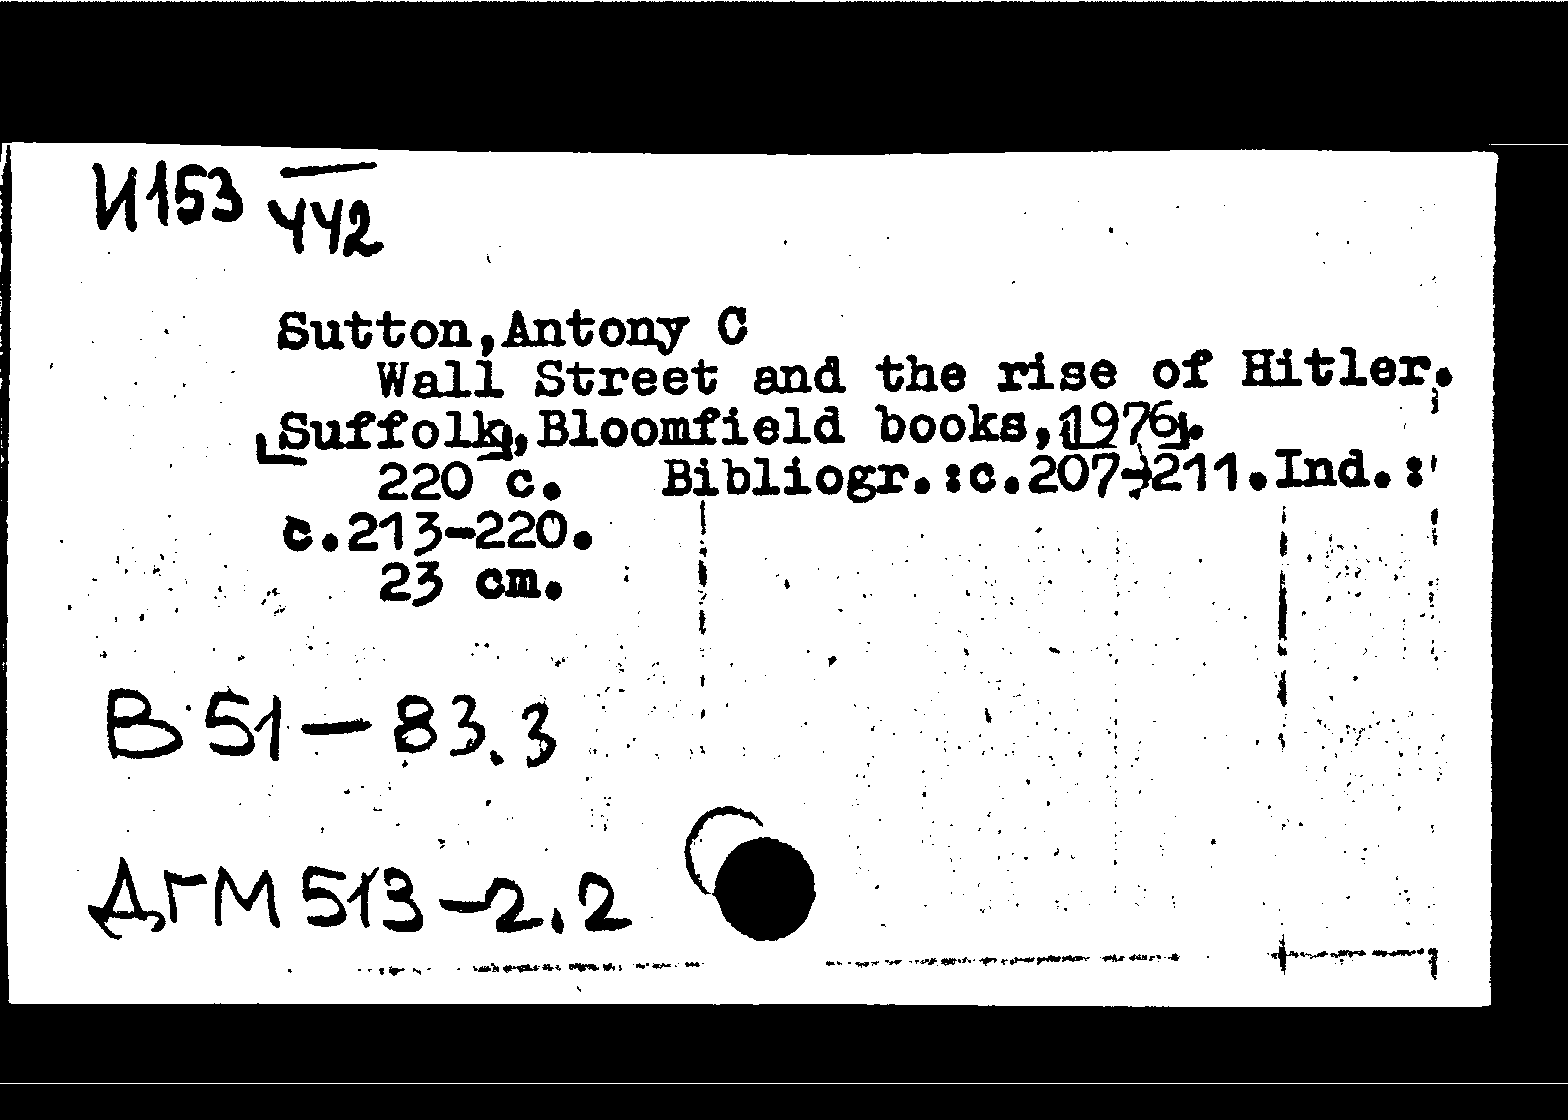 И153 —/442
Sutton,Antony C
Wall Street and the rise of Hitler.
[Suffolk],Bloomfield books,[1976].
220 с. Bibliogr.:с.207-211.Ind.:
с.213-220.
23 cm.
В 51 — 83.3
ДГМ 513 — 2.2